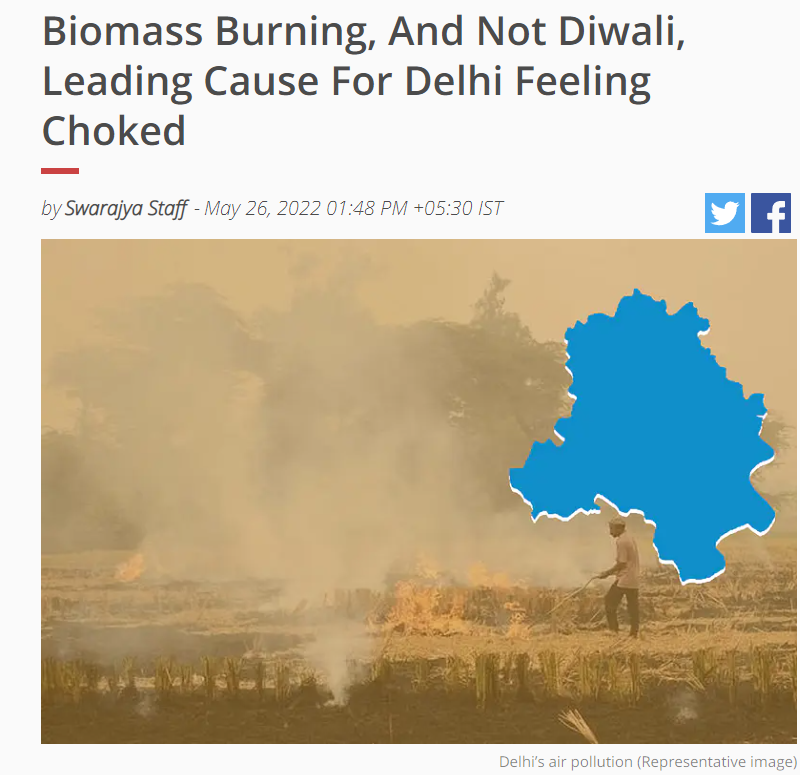 Biomass Burning, And Not Diwali,
Leading Cause For Delhi Feeling
Choked
by Swarajya Staff - May 26, 2022 01:48 PM +05:30 IST
Delhi’s air pollution (Representative image)